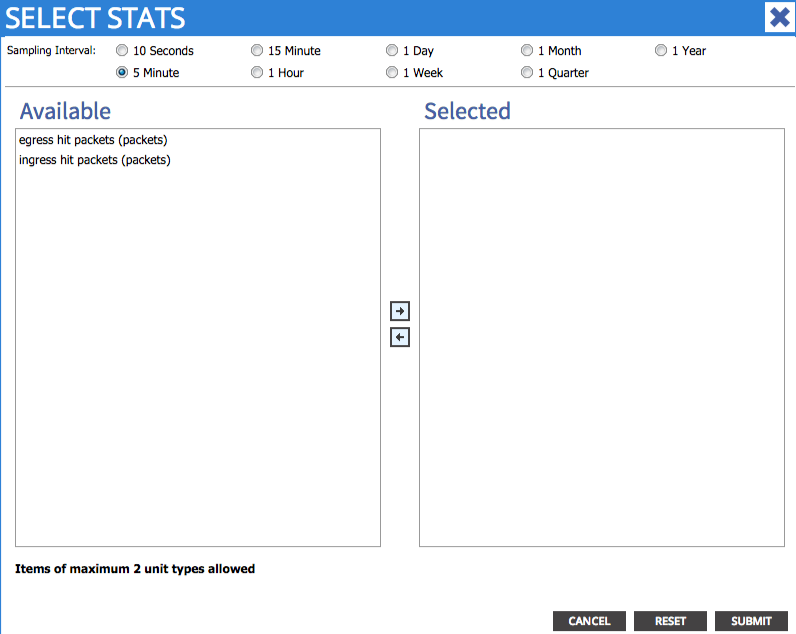 SELECT STATS
Sampling Interval: 10 Seconds 15 Minute 1 Day 1 Month 1 Year
5 Minute 1 Hour 1 Week 1 Quarter
Available Selected
egress hit packets (packets)
ingress hit packets (packets)
Items of maximum 2 unit types allowed
CANCEL RESET SUBMIT